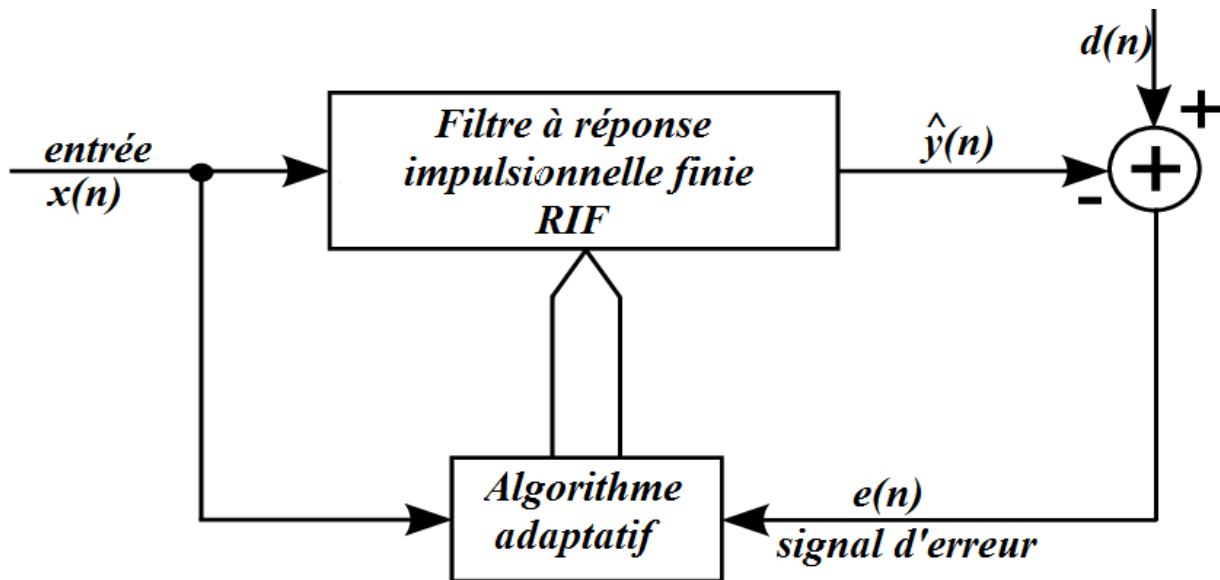 entrée
x(n)
Filtre à réponse
impulsionnelle finie
RIF
ŷ(n)
d(n)
+
+
-
Algorithme
adaptatif
e(n)
signal d'erreur